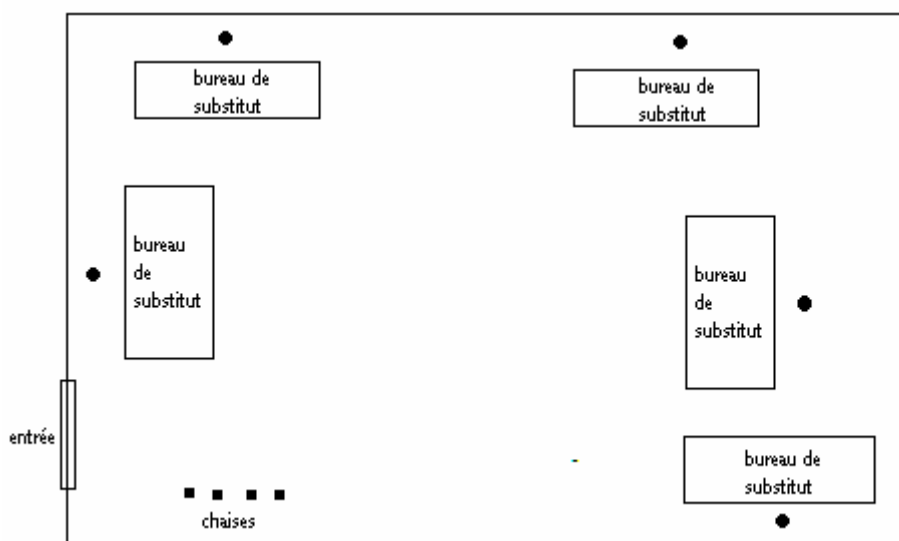 bureau de
substitut
bureau de
substitut
bureau
de
substitut
bureau
de
substitut
entrée
bureau de
substitut
chaises